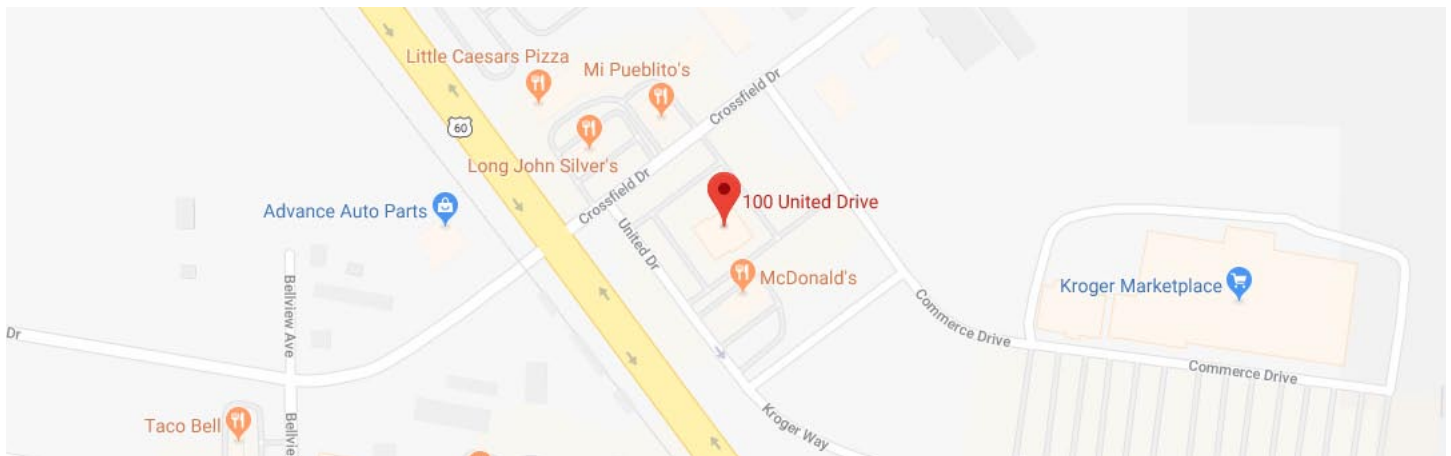 Little Caesars Pizza
Mi Pueblito's
60
Crossfield Dr
Long John Silver's
Crossfield Dr
Advance Auto Parts
100 United Drive
United Dr
McDonald's
Kroger Marketplace
Bellview Ave
Commerce Drive
Dr
Commerce Drive
Taco Bell
Bellvie
Kroger Way